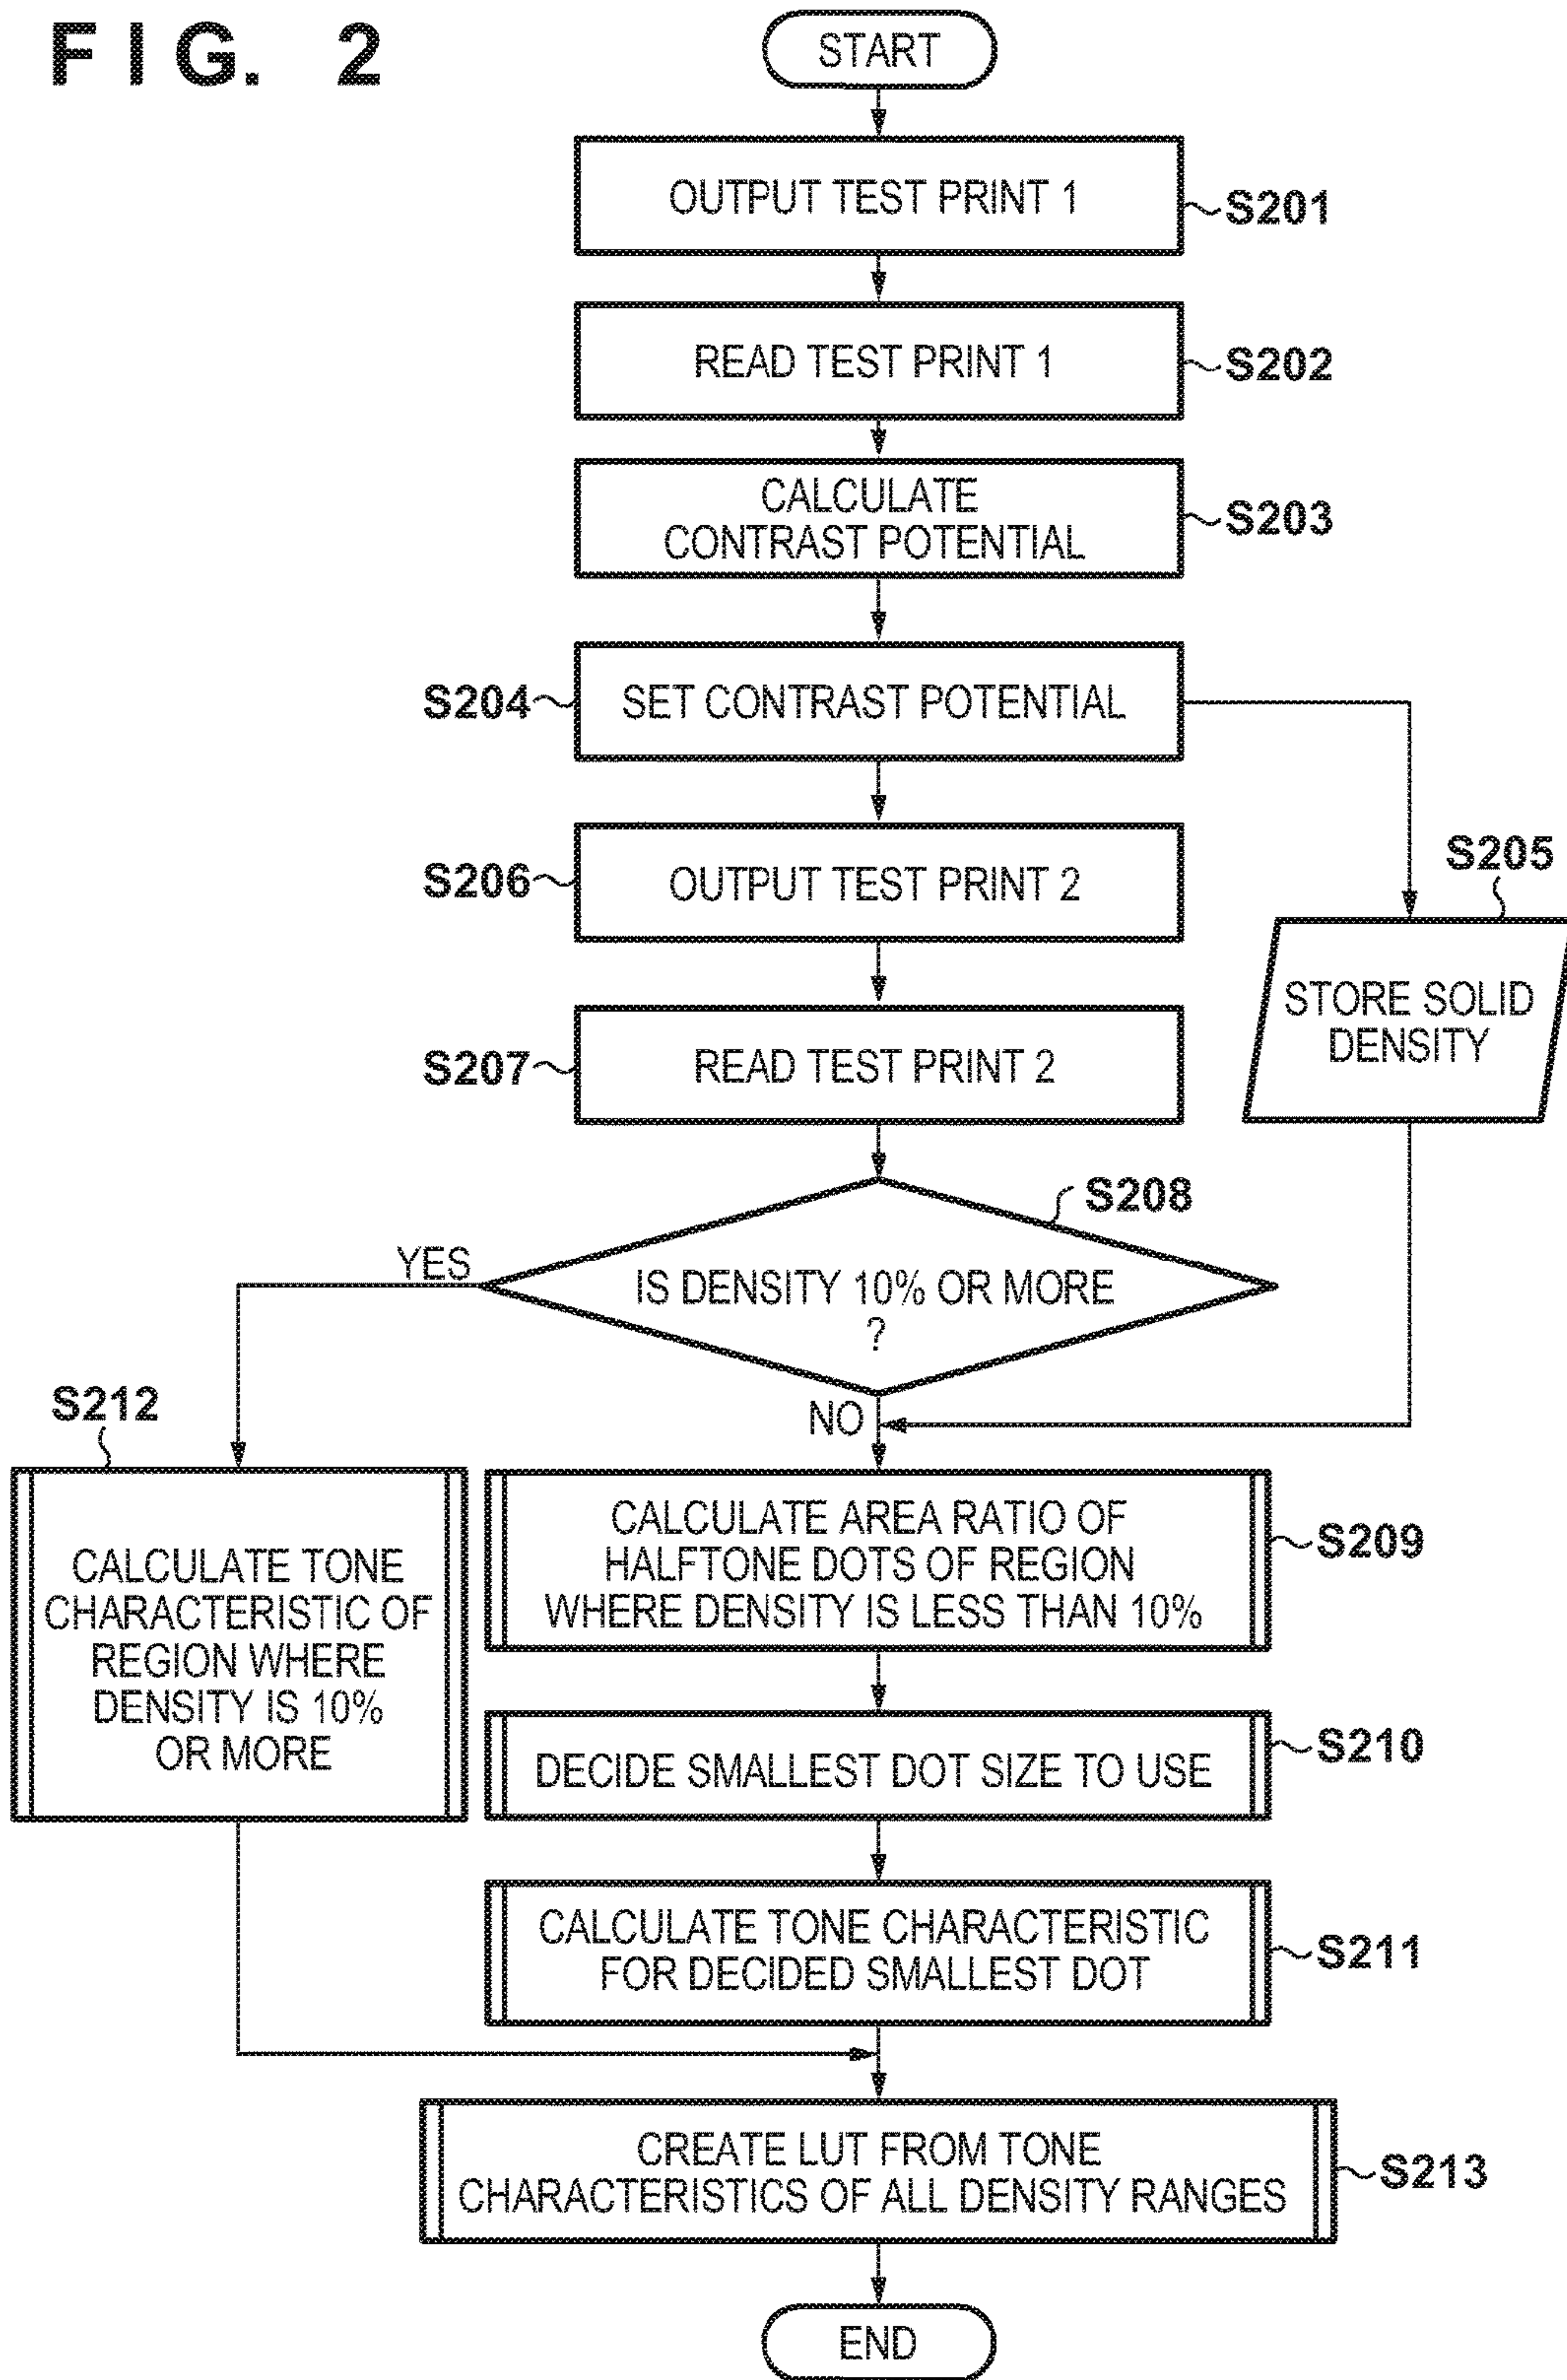 FIG. 2
START
OUTPUT TEST PRINT 1
S201
READ TEST PRINT 1
S202
CALCULATE
CONTRAST POTENTIAL
S203
S204
SET CONTRAST POTENTIAL
S206
OUTPUT TEST PRINT 2
S205
STORE SOLID
DENSITY
S207
READ TEST PRINT 2
S208
YES
IS DENSITY 10% OR MORE
?
NO
S212
CALCULATE TONE
CHARACTERISTIC OF
REGION WHERE
DENSITY IS 10%
OR MORE
CALCULATE AREA RATIO OF
HALFTONE DOTS OF REGION
WHERE DENSITY IS LESS THAN 10%
S209
DECIDE SMALLEST DOT SIZE TO USE
S210
CALCULATE TONE CHARACTERISTIC
FOR DECIDED SMALLEST DOT
S211
CREATE LUT FROM TONE
CHARACTERISTICS OF ALL DENSITY RANGES
S213
END